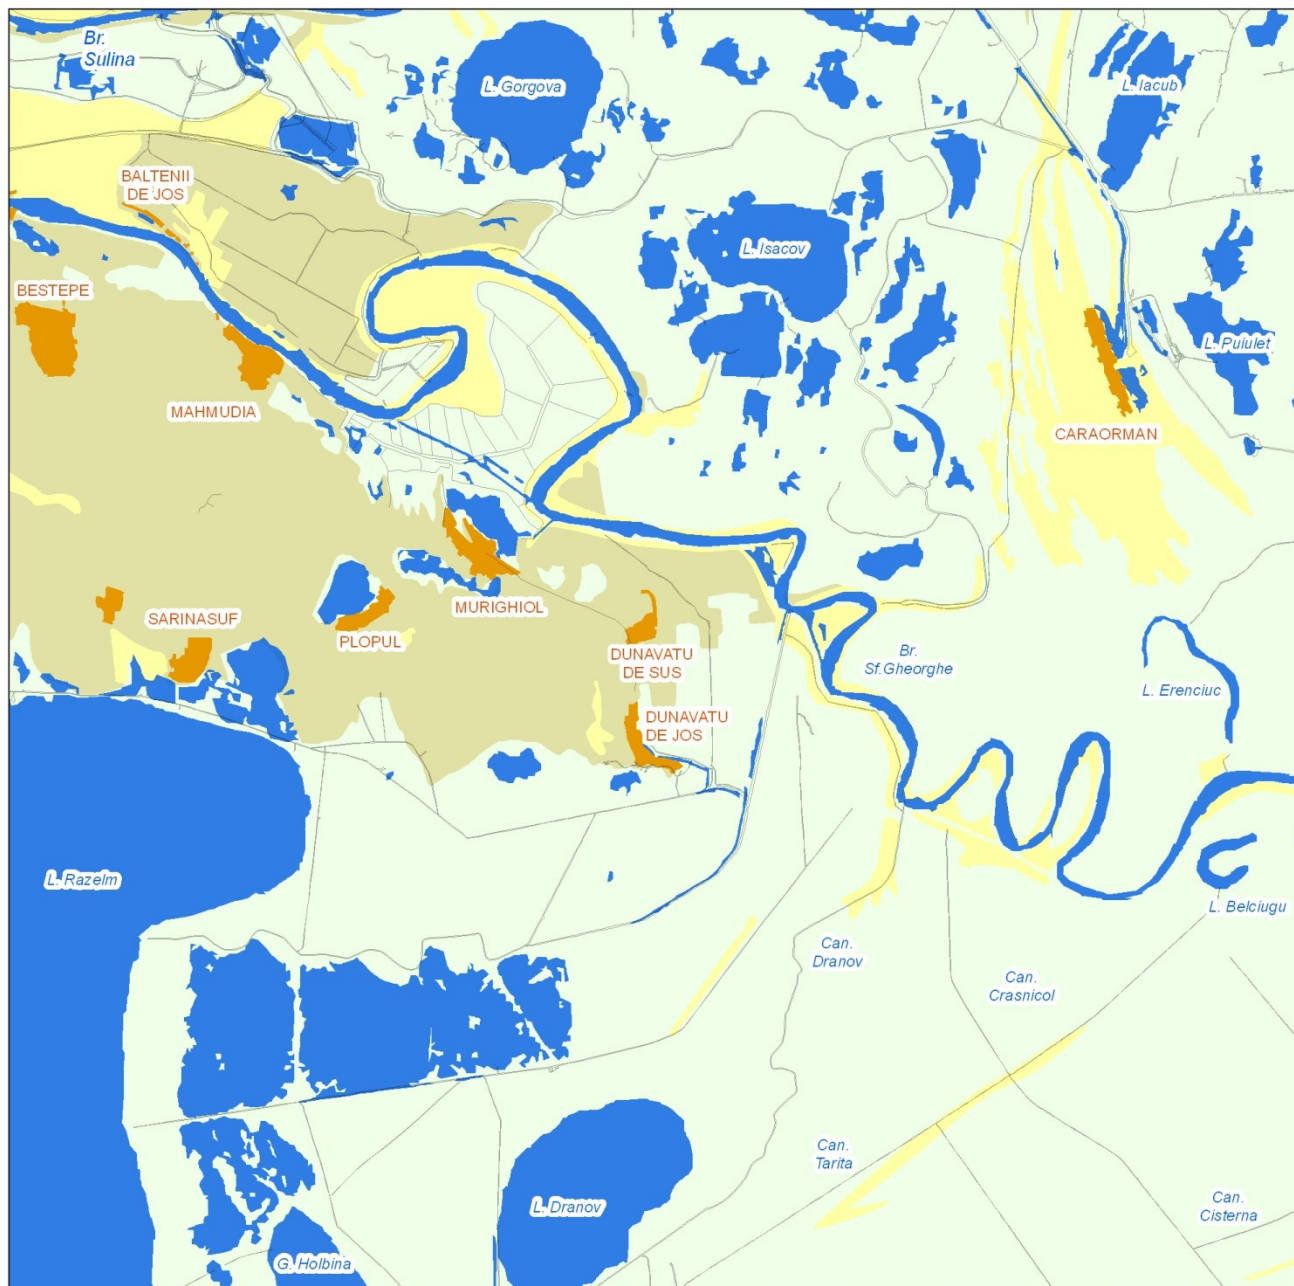 Br.
Sulina
L. Gorgova
L. Iacub
BALTENII
DE JOS
L. Isacov
BESTEPE
L. Puiulet
MAHMUDIA
CARAORMAN
SARINASUF
MURIGHIOL
PLOPUL
DUNAVATU
DE SUS
Br.
Sf.Gheorghe
L. Erenciuc
DUNAVATU
DE JOS
L. Razelm
L. Belciugu
Can.
Dranov
Can.
Crasnicol
Can.
Tarita
L. Dranov
Can.
Cisterna
G. Holbina